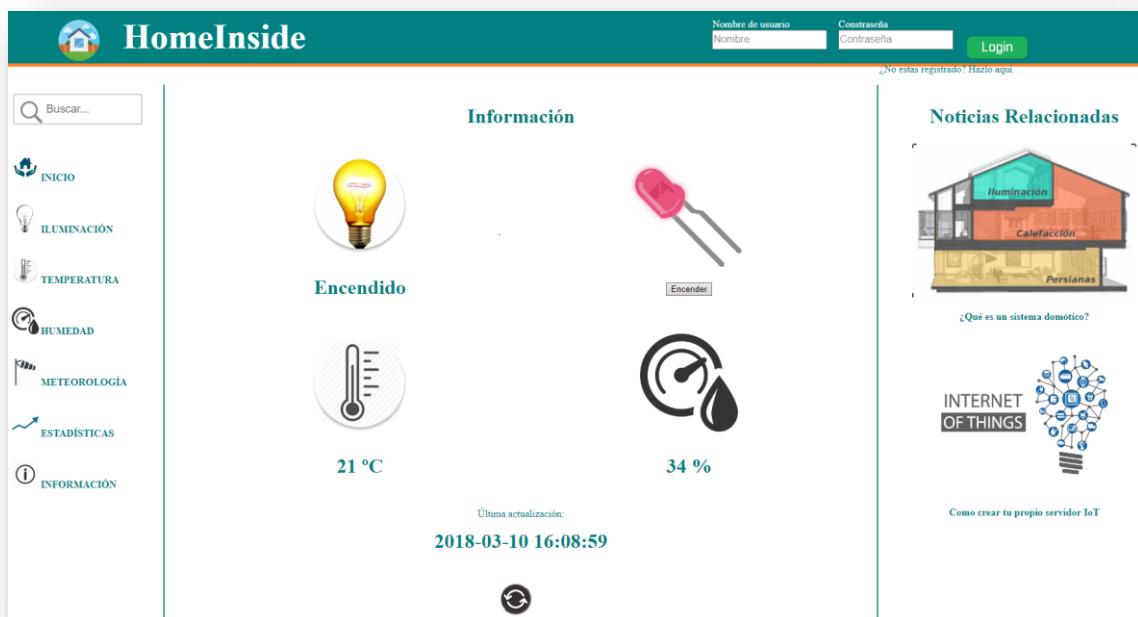 HomeInside
Nombre de usuario
Nombre
Constraseña
Contraseña
Login
¿No estas registrado? Hazlo aqui
Buscar...
INICIO
ILUMINACIÓN
TEMPERATURA
HUMEDAD
METEOROLOGÍA
ESTADÍSTICAS
INFORMACIÓN
Información
Encendido
Encender
21 ºC
34 %
Última actualización:
2018-03-10 16:08:59
Noticias Relacionadas
Iluminación
Calefacción
Persianas
¿Qué es un sistema domótico?
INTERNET
OF THINGS
Como crear tu propio servidor IoT